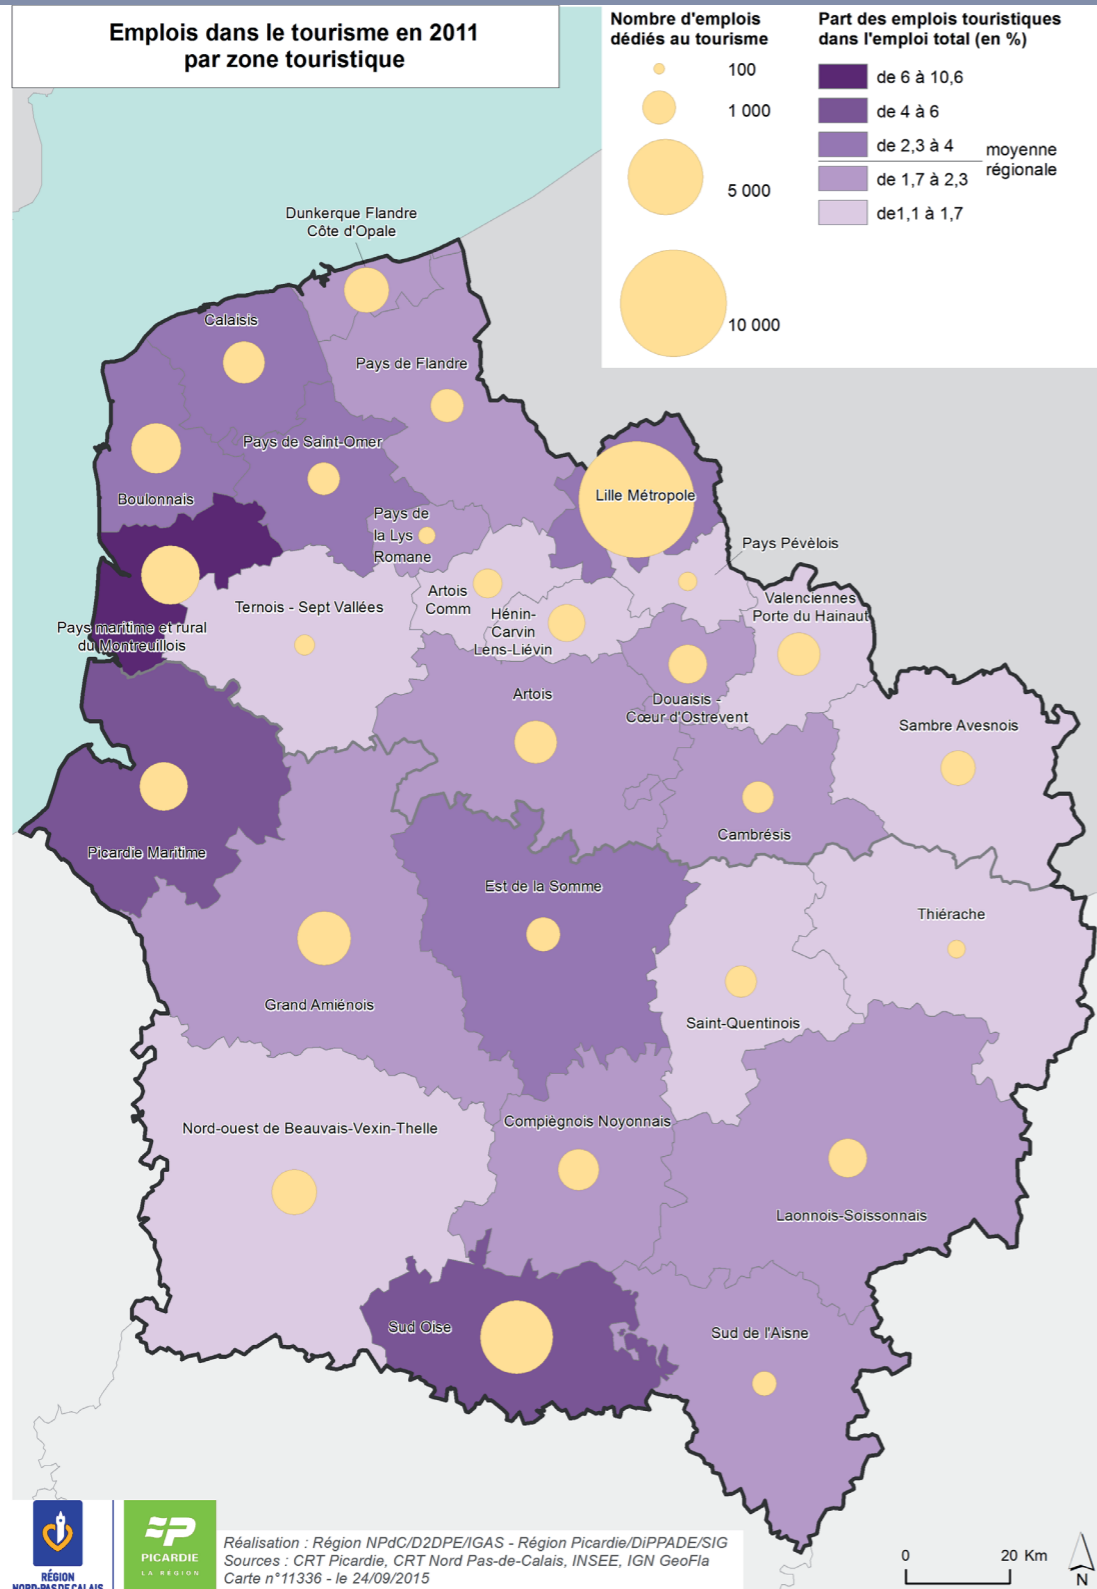 Emplois dans le tourisme en 2011
par zone touristique
Nombre d'emplois
dédiés au tourisme
100
1 000
5 000
10 000
Part des emplois touristiques
dans l'emploi total (en %)
de 6 à 10,6
de 4 à 6
de 2,3 à 4
moyenne
régionale
de 1,7 à 2,3
de1,1 à 1,7
Dunkerque Flandre
Côte d'Opale
Calaisis
Pays de Flandre
Pays de Saint-Omer
Boulonnais
Lille Métropole
Pays de
la Lys
Romane
Pays Pévèlois
Artois
Comm
Hénin-
Carvin
Lens-Liévin
Valenciennes
Porte du Hainaut
Ternois - Sept Vallées
Pays maritime et rural
du Montreuillois
Artois
Douaisis -
Cœur d'Ostrevent
Sambre Avesnois
Cambrésis
Picardie Maritime
Est de la Somme
Thiérache
Grand Amiénois
Saint-Quentinois
Nord-ouest de Beauvais-Vexin-Thelle
Compiègnois Noyonnais
Laonnois-Soissonnais
Sud Oise
Sud de l'Aisne
RÉGION
NORD-PAS DE CALAIS
PICARDIE
LA RÉGION
Réalisation : Région NPdC/D2DPE/IGAS - Région Picardie/DiPPADE/SIG
Sources : CRT Picardie, CRT Nord Pas-de-Calais, INSEE, IGN GeoFla
Carte n°11336 - le 24/09/2015
0
20 Km
N